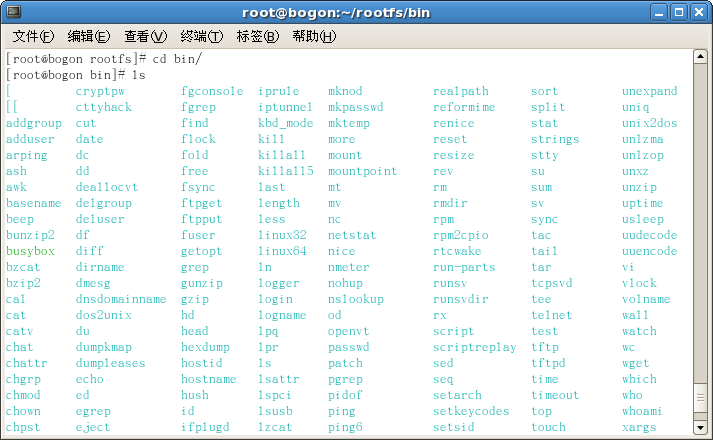 root@bogon:~/rootfs/bin
文件(F) 编辑(E) 查看(V) 终端(T) 标签(B) 帮助(H)
[root@bogon rootfs]# cd bin/
[root@bogon bin]# ls
[ cryptpw fgconsole iprule mknod realpath sort unexpand
[[ cttyhack fgrep iptunnel mkpasswd reformime split uniq
addgroup cut find kbd_mode mktemp renice stat unix2dos
adduser date flock kill more reset strings unlzma
arping dc fold killall mount resize stty unlzop
ash dd free killall5 mountpoint rev su unxz
awk deallocvt fsync last mt rm sum unzip
basename delgroup ftpget length mv rmdir sv uptime
beep deluser ftpput less nc rpm sync usleep
bunzip2 df fuser linux32 netstat rpm2cpio tac uudecode
busybox diff getopt linux64 nice rtcwake tail uuencode
bzcat dirname grep ln nmeter run-parts tar vi
bzip2 dmesg gunzip logger nohup runsv tcpsvd vlock
cal dnsdomainname gzip login nslookup runsvdir tee volname
cat dos2unix hd logname od rx telnet wall
catv du head lpq openvt script test watch
chat dumpkmap hexdump lpr passwd scriptreplay tftp wc
chattr dumpleases hostid ls patch sed tftpd wget
chgrp echo hostname lsattr pgrep seq time which
chmod ed hush lspci pidof setarch timeout who
chown egrep id lsusb ping setkeycodes top whoami
chpst eject ifplugd lzcat ping6 setsid touch xargs